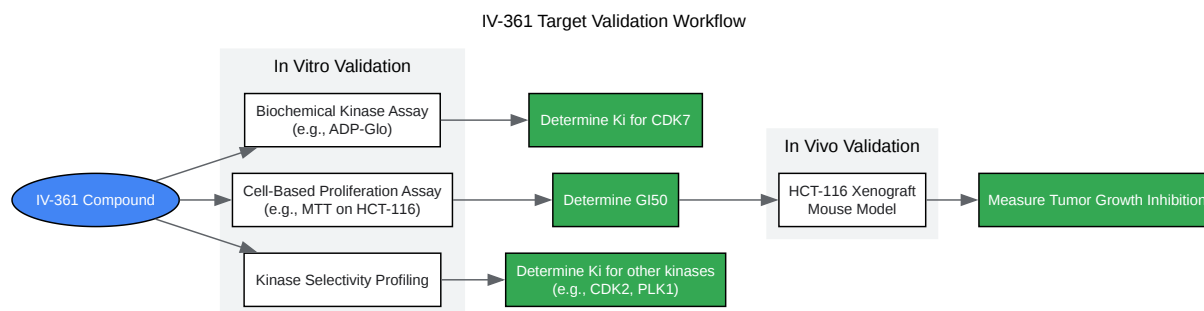 IV-361 Target Validation Workflow
In Vitro Validation
Biochemical Kinase Assay
(e.g., ADP-Glo)
Determine Ki for CDK7
In Vivo Validation
IV-361 Compound
Cell-Based Proliferation Assay
(e.g., MTT on HCT-116)
Determine GI50
HCT-116 Xenograft
Mouse Model
Measure Tumor Growth Inhibition
Kinase Selectivity Profiling
Determine Ki for other kinases
(e.g., CDK2, PLK1)